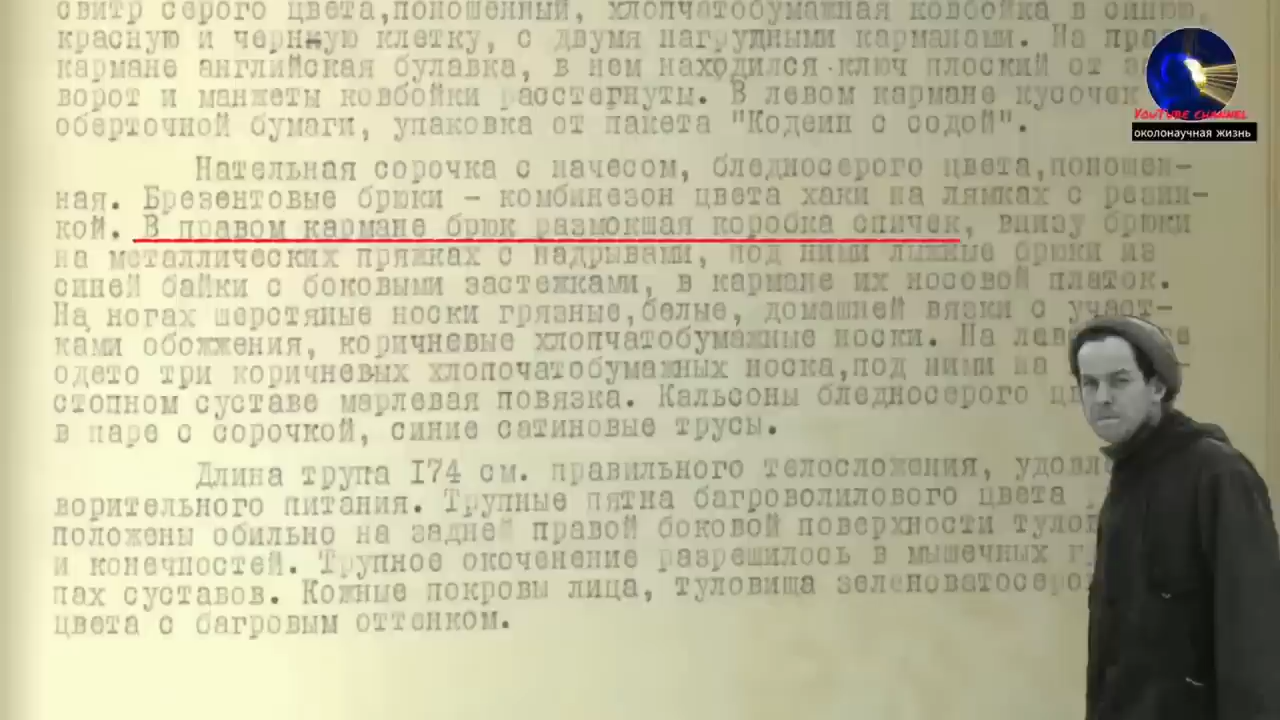 свитр серого цвета,поношенный, хлопчатобумажная ковбойка в синюю,
красную и черную клетку, с двумя нагрудными карманами. На
кармане английская булавка, в нем находился ключ плоский от
ворот и манжеты ковбойки расстегнуты. В левом кармане кусочек
оберточной бумаги, упаковка от пакета "Кодеин с содой".
Нательная сорочка с начесом, бледносерого цвета,поношен-
ная. Брезентовые брюки - комбинезон цвета хаки на лямках с резин-
кой. В правом кармане брюк размокшая коробка спичек, внизу брюки
на металлических пряжках с надрывами, под ними лыжные брюки из
синей байки с боковыми застежками, в кармане их носовой платок.
На ногах шерстяные носки грязные,белые, домашней вязки с участ-
ками обожжения, коричневые хлопчатобумажные носки. На
одето три коричневых хлопочатобумажных носка,под ними на
стопном суставе марлевая повязка. Кальсоны бледносерого
в паре с сорочкой, синие сатиновые трусы.
Длина трупа 174 см. правильного телосложения,
ворительного питания. Трупные пятна багроволилового цвета
положены обильно на задней правой боковой поверхности
и конечностей. Трупное окоченение разрешилось в мышечных
пах суставов. Кожные покровы лица, туловища
цвета с багровым оттенком.
YouTube channel
околонаучная жизнь